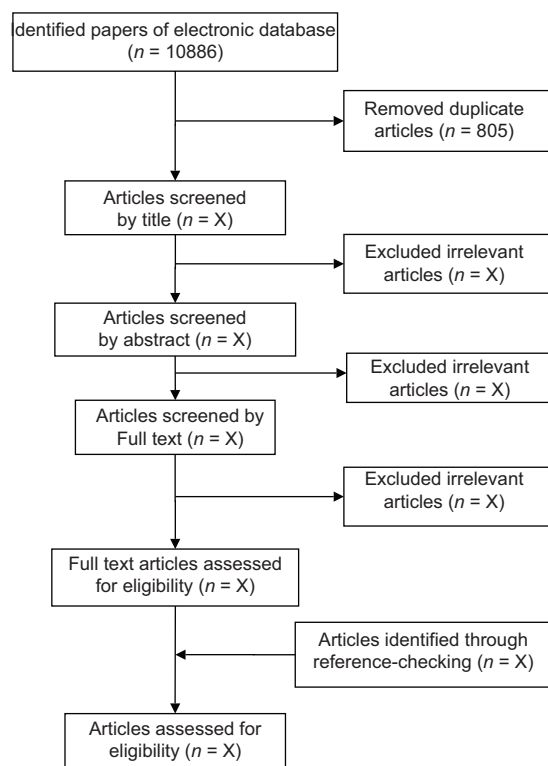 Identified papers of electronic database
(n = 10886)
Removed duplicate
articles (n = 805)
Articles screened
by title (n = X)
Excluded irrelevant
articles (n = X)
Articles screened
by abstract (n = X)
Excluded irrelevant
articles (n = X)
Articles screened by
Full text (n = X)
Excluded irrelevant
articles (n = X)
Full text articles assessed
for eligibility (n = X)
Articles identified through
reference-checking (n = X)
Articles assessed for
eligibility (n = X)